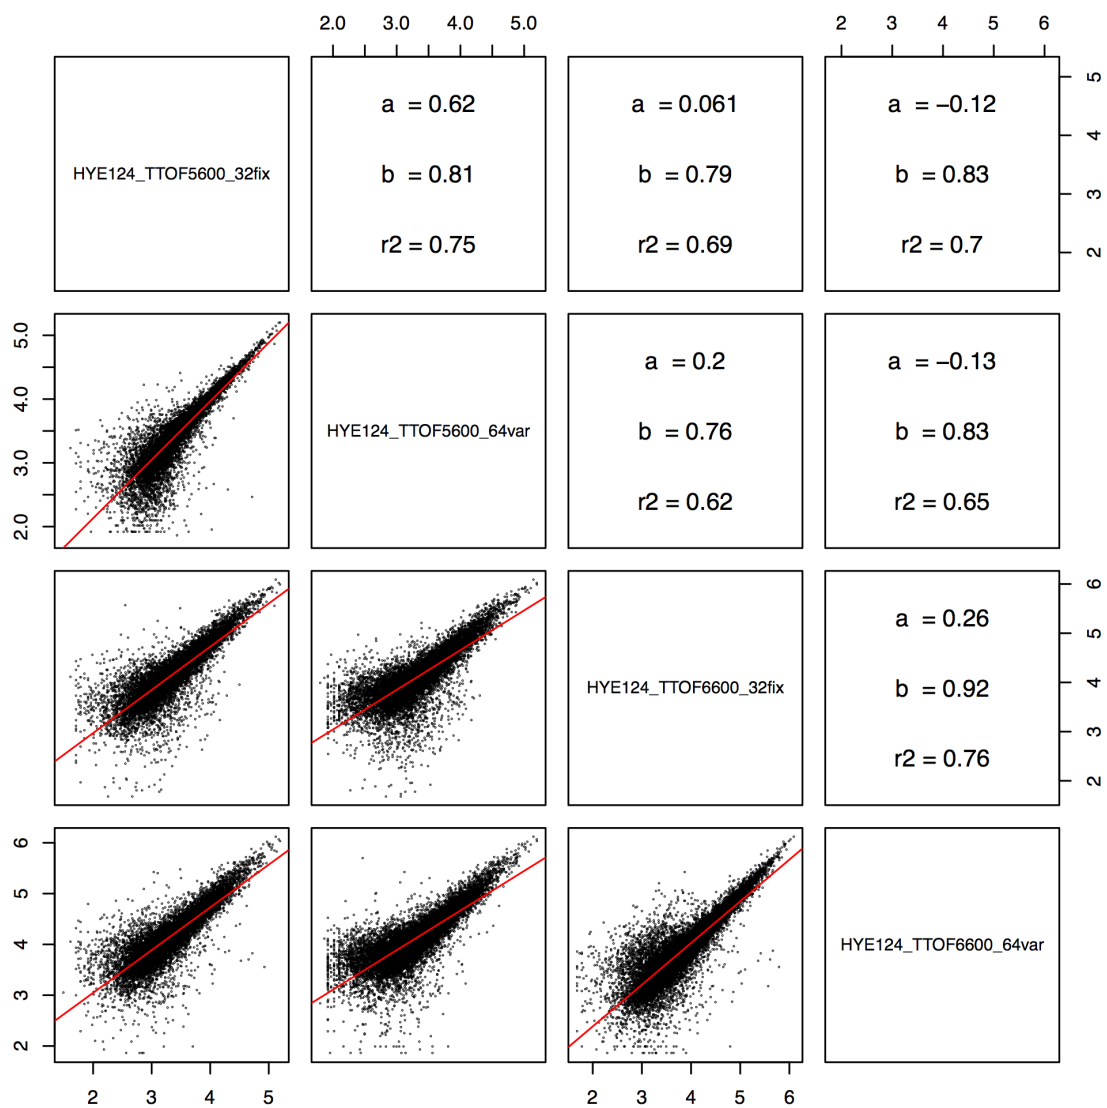 2.0 3.0 4.0 5.0
2 3 4 5 6
HYE124_TTOF5600_32fix
a = 0.62
b = 0.81
r2 = 0.75
a = 0.061
b = 0.79
r2 = 0.69
a = −0.12
b = 0.83
r2 = 0.7
5
4
3
2
5.0
4.0
3.0
2.0
HYE124_TTOF5600_64var
a = 0.2
b = 0.76
r2 = 0.62
a = −0.13
b = 0.83
r2 = 0.65
HYE124_TTOF6600_32fix
a = 0.26
b = 0.92
r2 = 0.76
6
5
4
3
2
6
5
4
3
2
HYE124_TTOF6600_64var
2 3 4 5
2 3 4 5 6